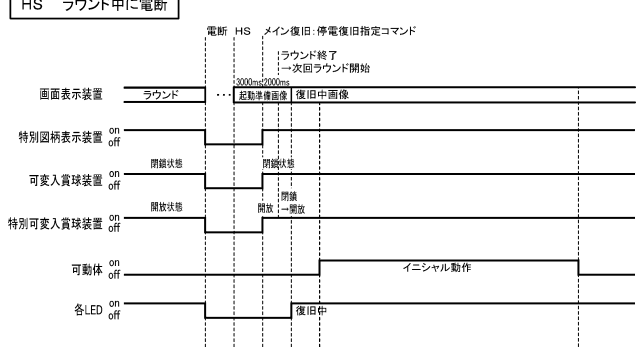 HS ラウンド中に電断
電断 HS メイン復旧:停電復旧指定コマンド
ラウンド終了
→次回ラウンド開始
3000ms 2000ms
画面表示装置 ラウンド ・・・ 起動準備画像 復旧中画像
特別図柄表示装置 on
off
閉鎖状態 閉鎖状態
可変入賞球装置 on
off
閉鎖
開放状態 開放 →開放
特別可変入賞球装置 on
off
可動体 on
off イニシャル動作
各LED on
off 復旧中